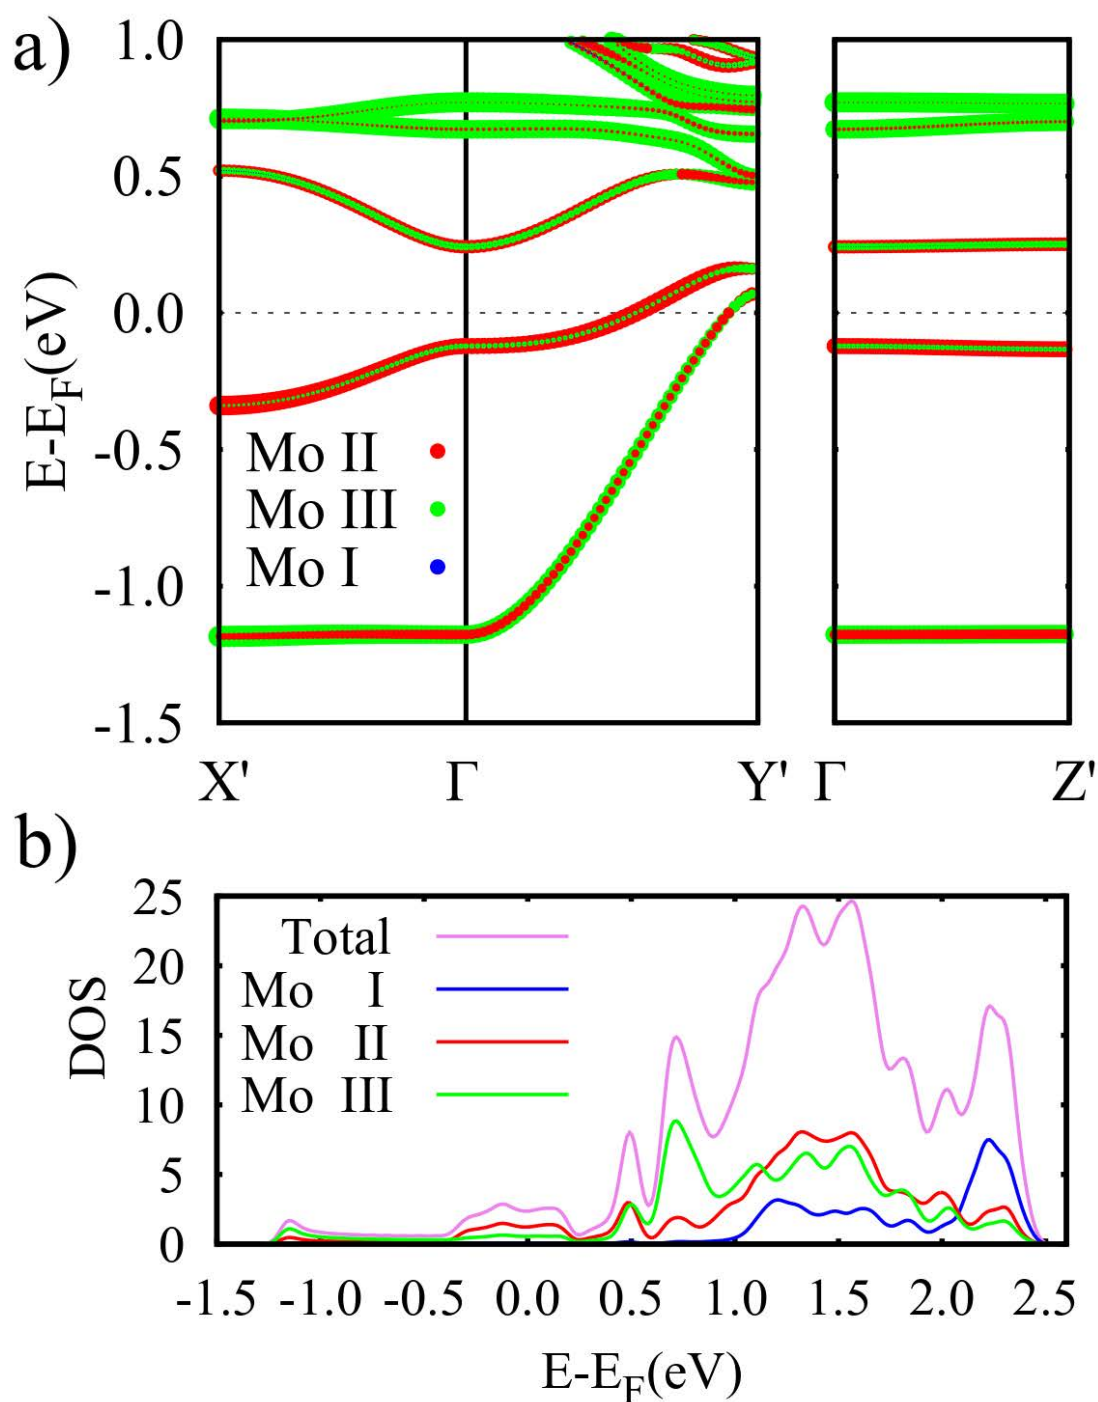 a)
1.0
0.5
0.0
-0.5
-1.0
-1.5
E-E_F(eV)
Mo II
Mo III
Mo I
X' Γ Y' Γ Z'
b)
25
20
15
10
5
0
DOS
Total
Mo I
Mo II
Mo III
-1.5 -1.0 -0.5 0.0 0.5 1.0 1.5 2.0 2.5
E-E_F(eV)